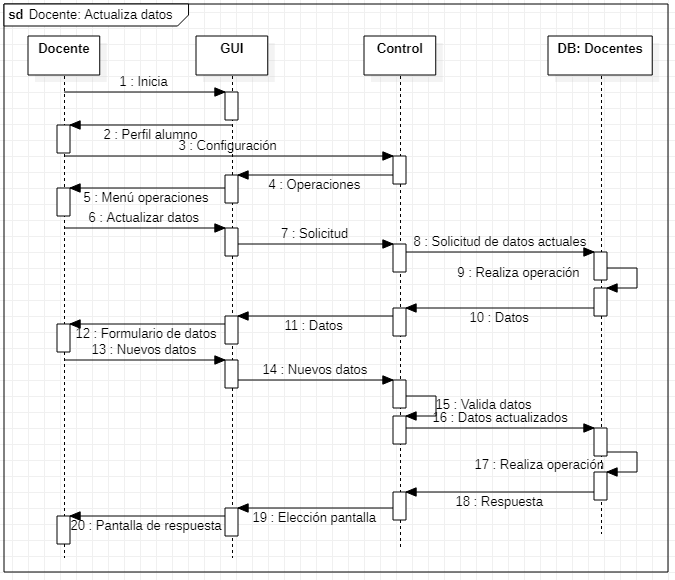 sd Docente: Actualiza datos
Docente
GUI
Control
DB: Docentes
1 : Inicia
2 : Perfil alumno
3 : Configuración
4 : Operaciones
5 : Menú operaciones
6 : Actualizar datos
7 : Solicitud
8 : Solicitud de datos actuales
9 : Realiza operación
10 : Datos
11 : Datos
12 : Formulario de datos
13 : Nuevos datos
14 : Nuevos datos
15 : Valida datos
16 : Datos actualizados
17 : Realiza operación
18 : Respuesta
19 : Elección pantalla
20 : Pantalla de respuesta